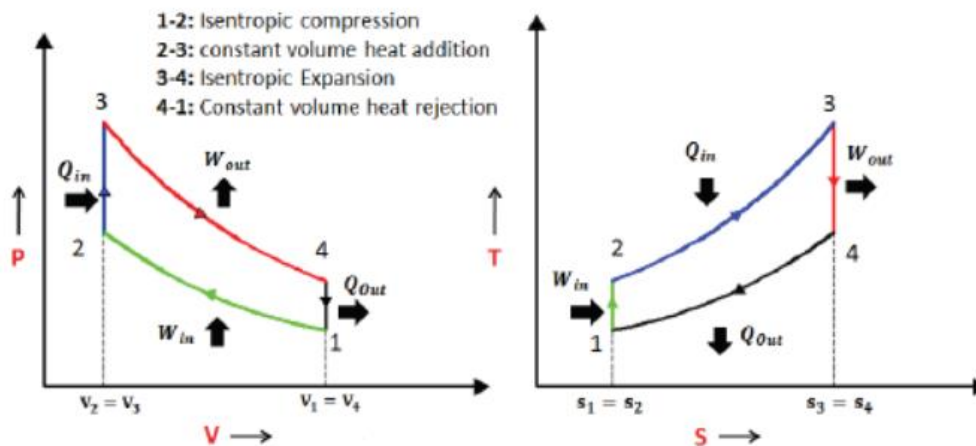 1-2: Isentropic compression
2-3: constant volume heat addition
3-4: Isentropic Expansion
4-1: Constant volume heat rejection
3
Q_in
W_out
P
2
4
Q_Out
W_in
1
v₂ = v₃
v₁ = v₄
V
3
Q_in
W_out
T
2
W_in
4
1
Q_Out
s₁ = s₂
s₃ = s₄
S